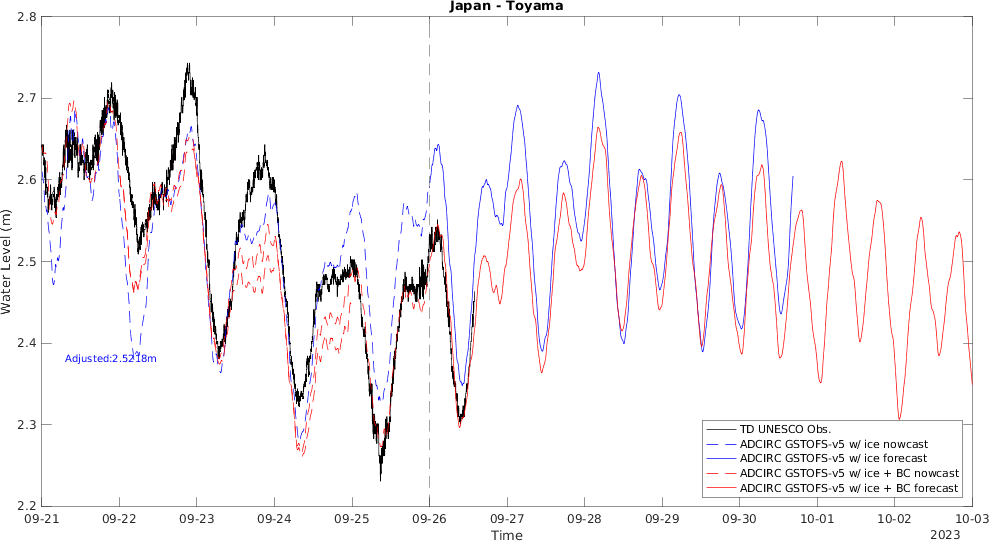 Japan - Toyama
2.8
2.7
2.6
2.5
2.4
2.3
2.2
Water Level (m)
Adjusted:2.5218m
TD UNESCO Obs.
ADCIRC GSTOFS-v5 w/ ice nowcast
ADCIRC GSTOFS-v5 w/ ice forecast
ADCIRC GSTOFS-v5 w/ ice + BC nowcast
ADCIRC GSTOFS-v5 w/ ice + BC forecast
09-21 09-22 09-23 09-24 09-25 09-26 09-27 09-28 09-29 09-30 10-01 10-02 10-03
Time
2023